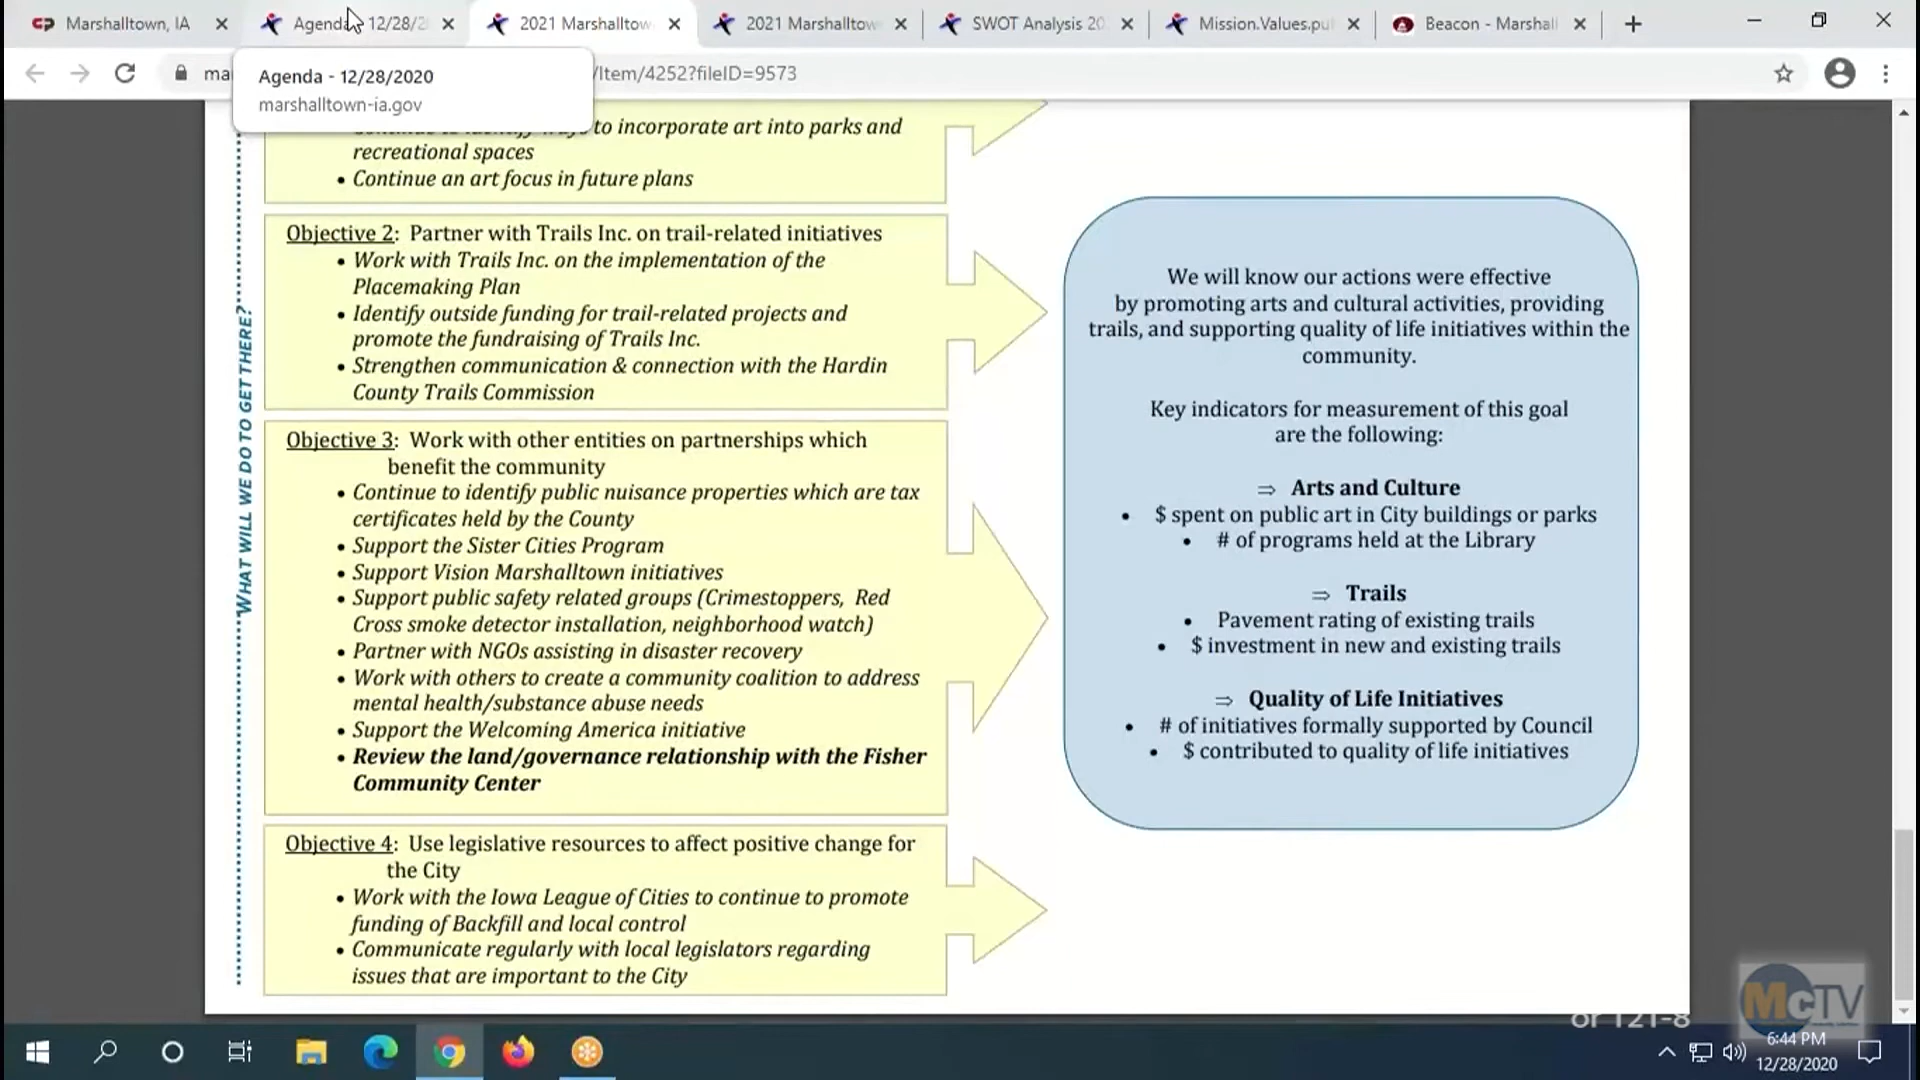 Marshalltown, IA
Agenda 12/28/2
2021 Marshalltow
2021 Marshalltow
SWOT Analysis 20
Mission.Values.pu
Beacon - Marshal
ma
/Item/4252?fileID=9573
Agenda - 12/28/2020
marshalltown-ia.gov
to incorporate art into parks and
recreational spaces
• Continue an art focus in future plans
Objective 2: Partner with Trails Inc. on trail-related initiatives
• Work with Trails Inc. on the implementation of the
Placemaking Plan
• Identify outside funding for trail-related projects and
promote the fundraising of Trails Inc.
• Strengthen communication & connection with the Hardin
County Trails Commission
Objective 3: Work with other entities on partnerships which
benefit the community
• Continue to identify public nuisance properties which are tax
certificates held by the County
• Support the Sister Cities Program
• Support Vision Marshalltown initiatives
• Support public safety related groups (Crimestoppers, Red
Cross smoke detector installation, neighborhood watch)
• Partner with NGOs assisting in disaster recovery
• Work with others to create a community coalition to address
mental health/substance abuse needs
• Support the Welcoming America initiative
• Review the land/governance relationship with the Fisher
Community Center
Objective 4: Use legislative resources to affect positive change for
the City
• Work with the Iowa League of Cities to continue to promote
funding of Backfill and local control
• Communicate regularly with local legislators regarding
issues that are important to the City
WHAT WILL WE DO TO GET THERE?
We will know our actions were effective
by promoting arts and cultural activities, providing
trails, and supporting quality of life initiatives within the
community.
Key indicators for measurement of this goal
are the following:
⇒ Arts and Culture
• $ spent on public art in City buildings or parks
• # of programs held at the Library
⇒ Trails
• Pavement rating of existing trails
• $ investment in new and existing trails
⇒ Quality of Life Initiatives
• # of initiatives formally supported by Council
• $ contributed to quality of life initiatives
McTV
6:44 PM
12/28/2020